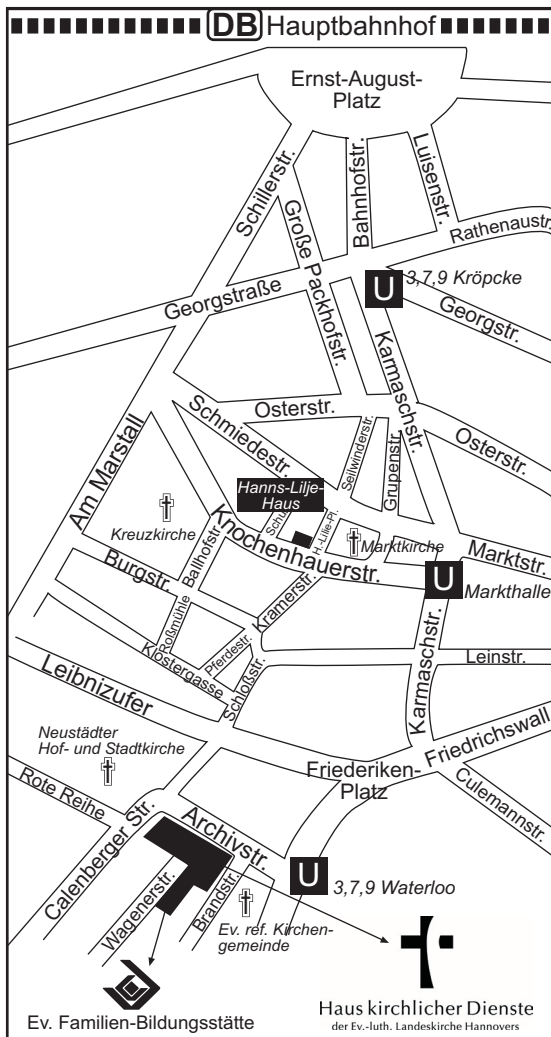 DB Hauptbahnhof
Ernst-August-
Platz
Schillerstr.
Große Packhofstr.
Bahnhofstr.
Luisenstr.
Rathenaustr.
U 3,7,9 Kröpcke
Georgstraße
Georgstr.
Karmaschstr.
Osterstr.
Osterstr.
Schmiedestr.
Seilwinderstr.
Grupenstr.
Am Marstall
Hanns-Lilje-
Haus
H.-Lilie-Pl.
Kreuzkirche
Knochenhauerstr.
Marktkirche
Marktstr.
U
Markthalle
Burgstr.
Ballhofstr.
Kramerstr.
Roßmühle
Pferdestr.
Klostergasse
Schloßstr.
Leinstr.
Karmaschstr.
Leibnizufer
Friedrichswall
Neustädter
Hof- und Stadtkirche
Friederiken-
Platz
Culemannstr.
Rote Reihe
Calenberger Str.
Archivstr.
U
3,7,9 Waterloo
Wagenerstr.
Brandstr.
Ev. ref. Kirchen-
gemeinde
Ev. Familien-Bildungsstätte
Haus kirchlicher Dienste
der Ev.-luth. Landeskirche Hannovers